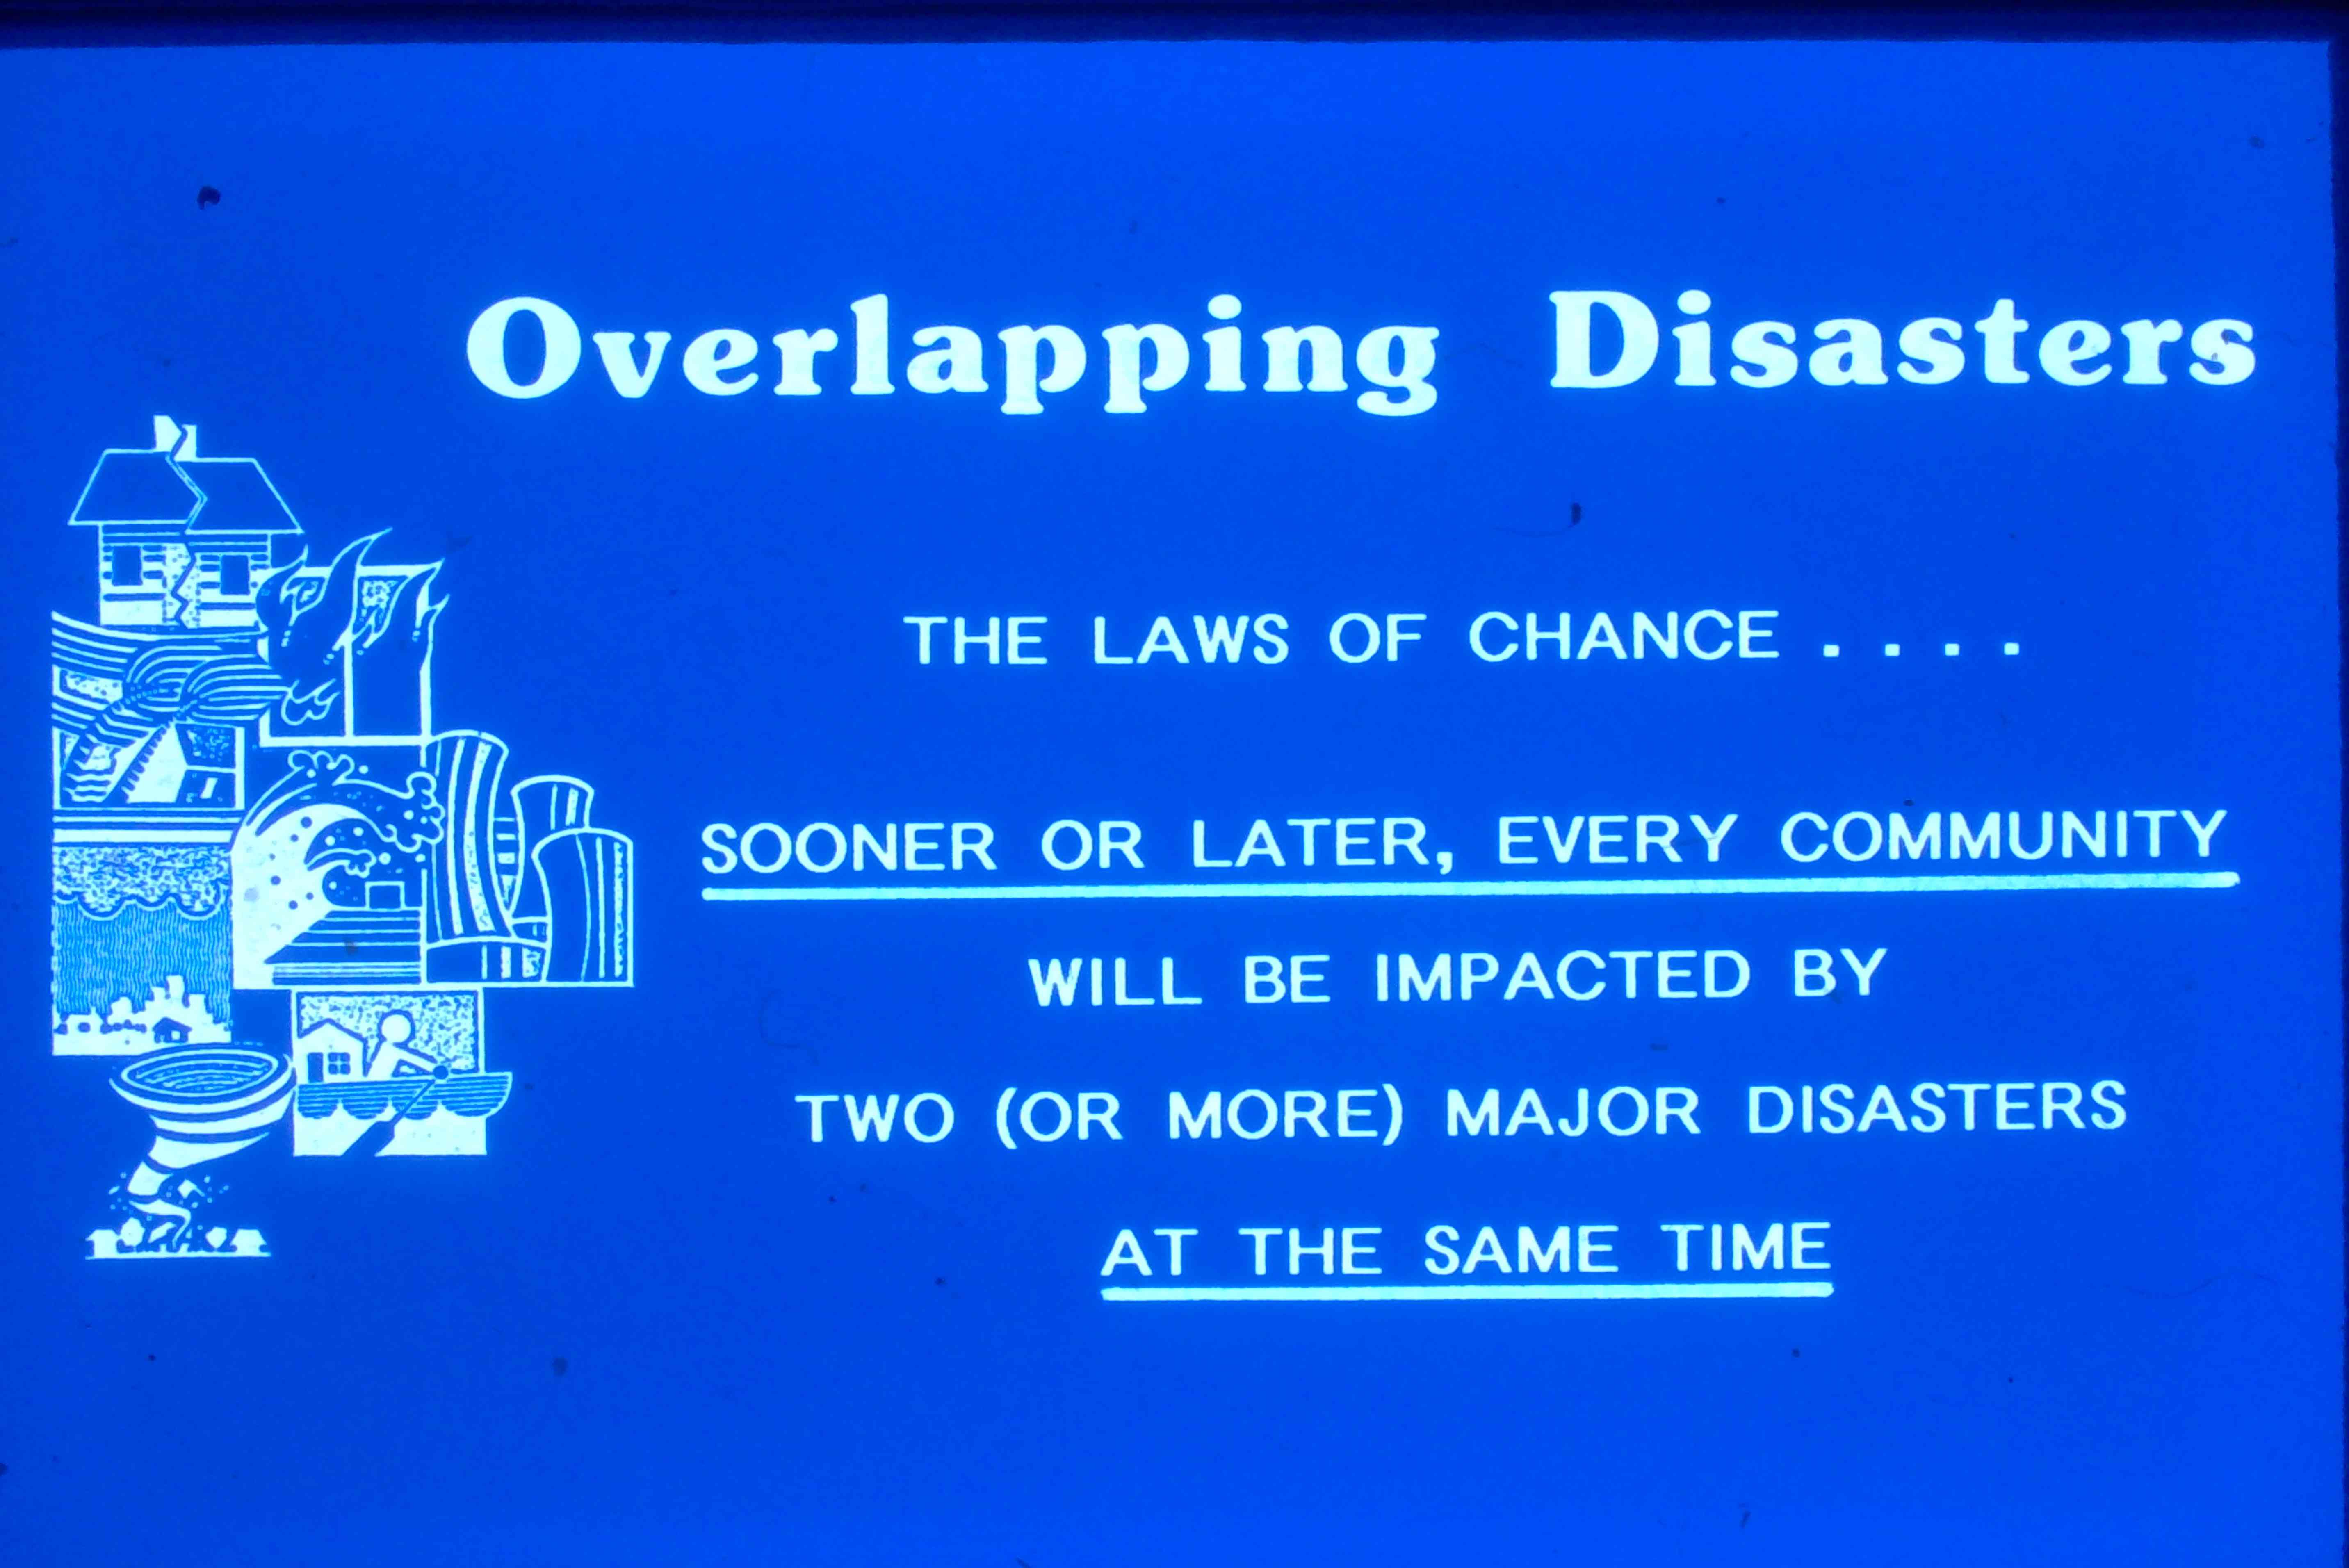 Overlapping Disasters
THE LAWS OF CHANCE . . . .
SOONER OR LATER, EVERY COMMUNITY
WILL BE IMPACTED BY
TWO (OR MORE) MAJOR DISASTERS
AT THE SAME TIME